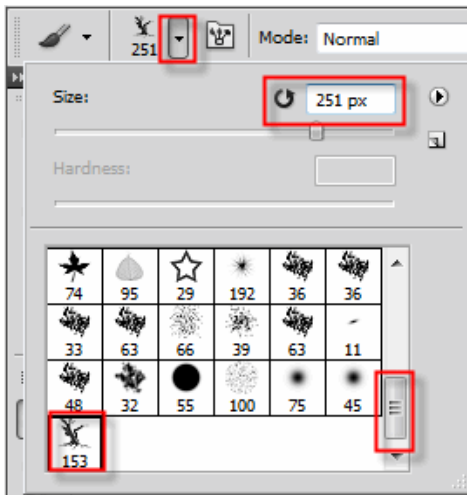 251 Mode: Normal
Size: 251 px
Hardness:
74 95 29 192 36 36
33 63 66 39 63 11
48 32 55 100 75 45
153